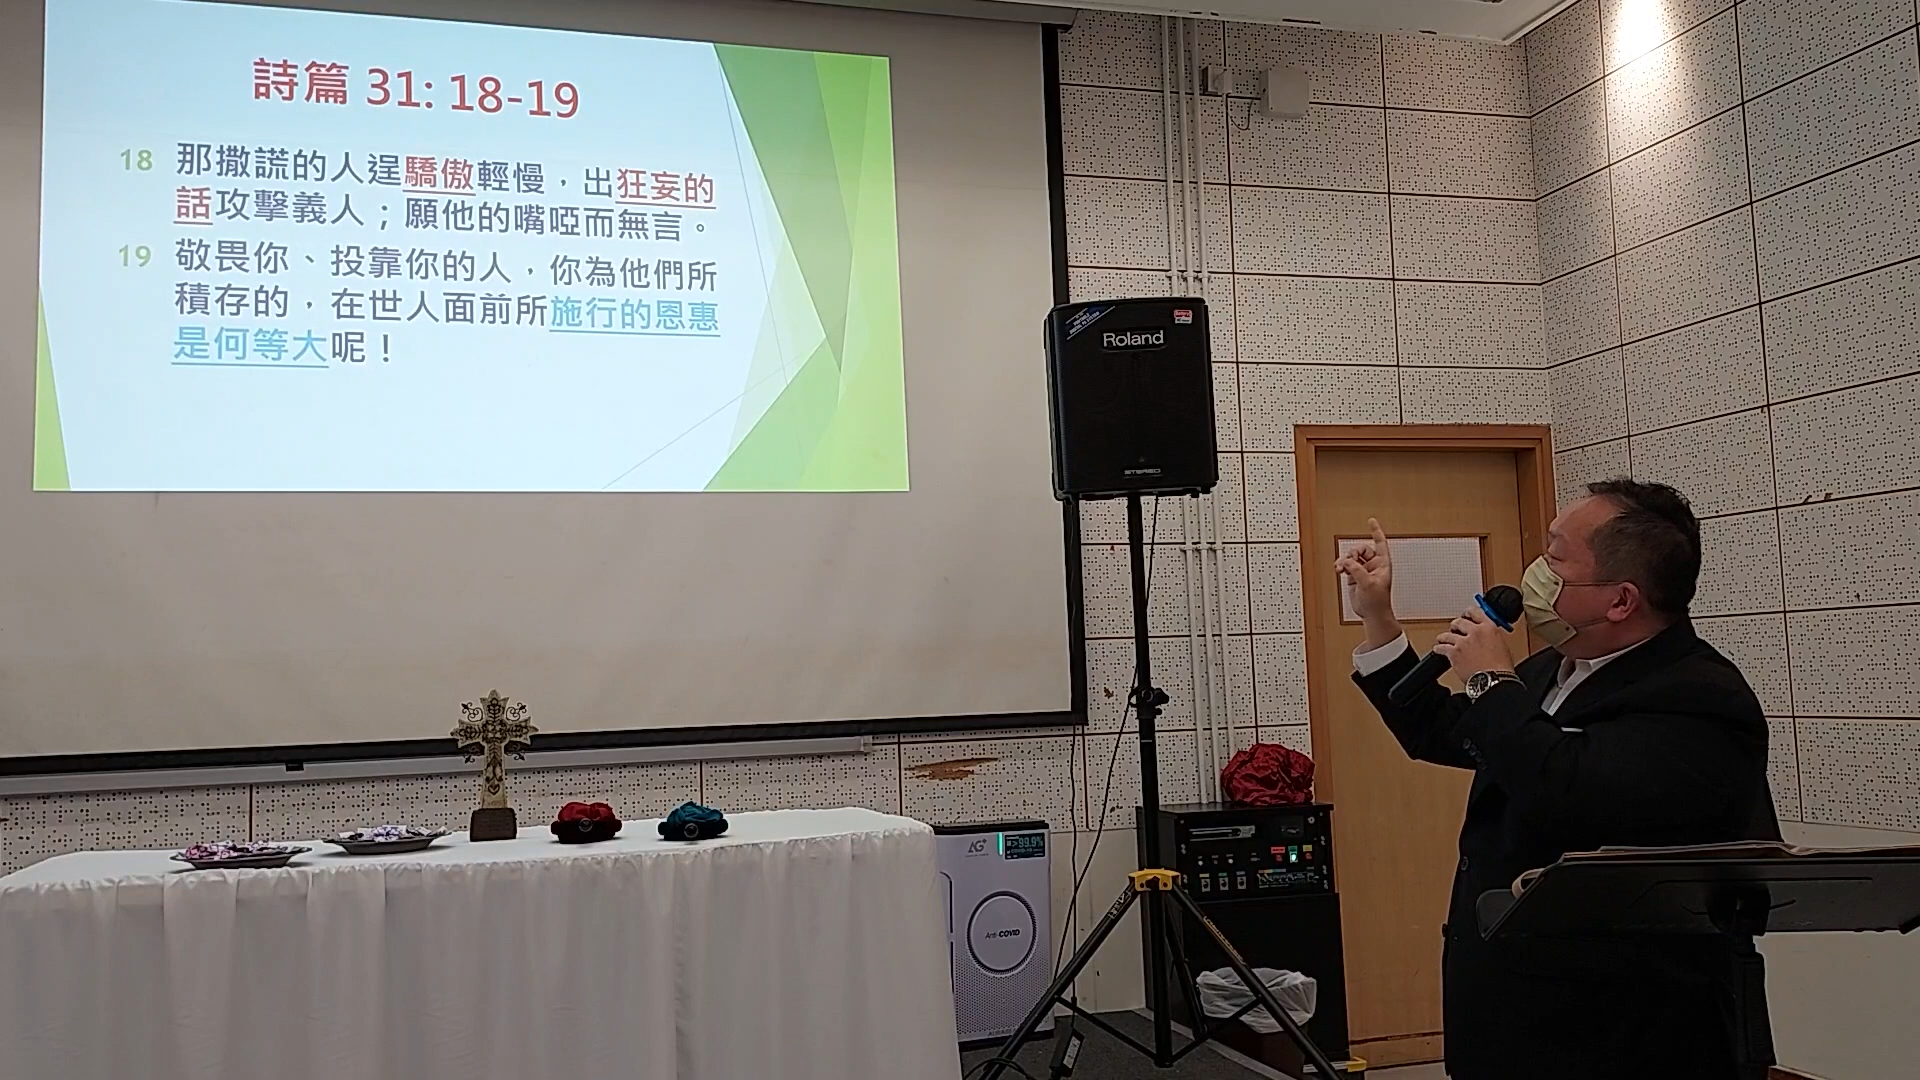 詩篇 31: 18-19
18 那撒謊的人逞驕傲輕慢，出狂妄的
話攻擊義人；願他的嘴啞而無言。
19 敬畏你、投靠你的人，你為他們所
積存的，在世人面前所施行的恩惠
是何等大呢！
Roland
STEREO
AG+
>99.9%
Anti-COVID